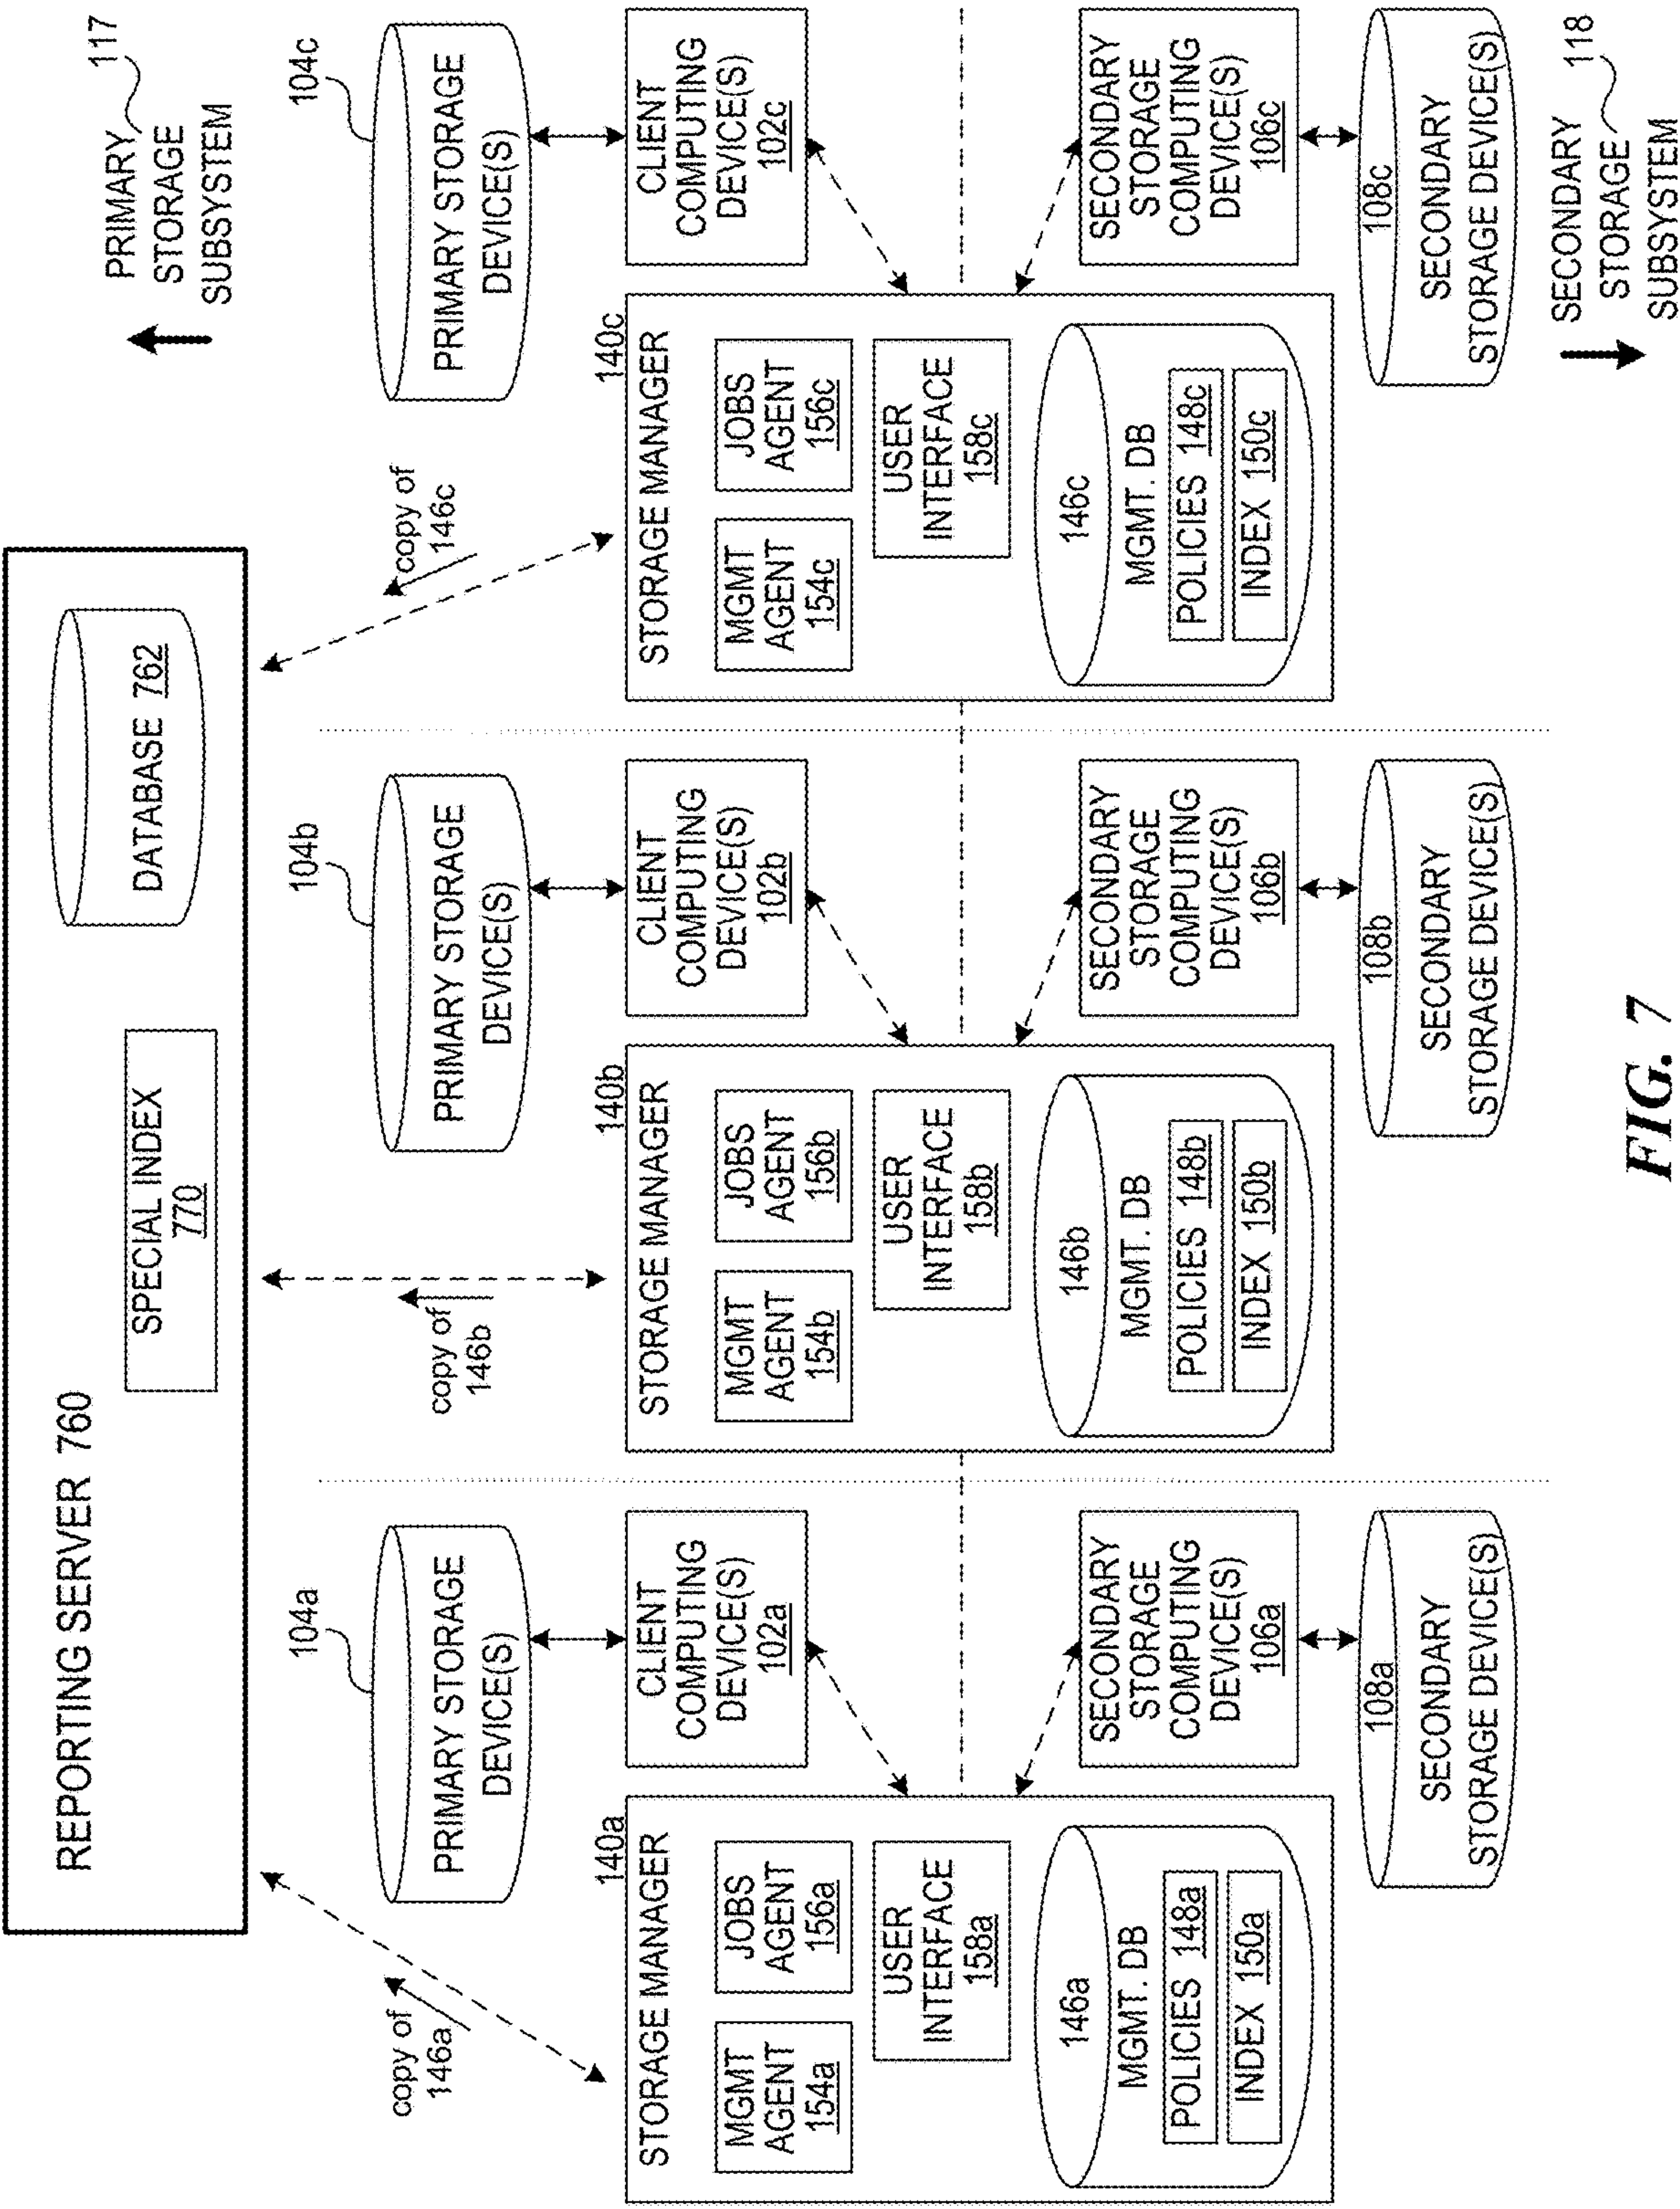 REPORTING SERVER 760
SPECIAL INDEX
770
DATABASE 762
PRIMARY 117
STORAGE
SUBSYSTEM
copy of
146a
104a
PRIMARY STORAGE
DEVICE(S)
copy of
146b
104b
PRIMARY STORAGE
DEVICE(S)
copy of
146c
104c
PRIMARY STORAGE
DEVICE(S)
140a
STORAGE MANAGER
MGMT
AGENT
154a
JOBS
AGENT
156a
USER
INTERFACE
158a
146a
MGMT. DB
POLICIES 148a
INDEX 150a
CLIENT
COMPUTING
DEVICE(S)
102a
SECONDARY
STORAGE
COMPUTING
DEVICE(S)
106a
108a
SECONDARY
STORAGE DEVICE(S)
140b
STORAGE MANAGER
MGMT
AGENT
154b
JOBS
AGENT
156b
USER
INTERFACE
158b
146b
MGMT. DB
POLICIES 148b
INDEX 150b
CLIENT
COMPUTING
DEVICE(S)
102b
SECONDARY
STORAGE
COMPUTING
DEVICE(S)
106b
108b
SECONDARY
STORAGE DEVICE(S)
140c
STORAGE MANAGER
MGMT
AGENT
154c
JOBS
AGENT
156c
USER
INTERFACE
158c
146c
MGMT. DB
POLICIES 148c
INDEX 150c
CLIENT
COMPUTING
DEVICE(S)
102c
SECONDARY
STORAGE
COMPUTING
DEVICE(S)
106c
108c
SECONDARY
STORAGE DEVICE(S)
SECONDARY 118
STORAGE
SUBSYSTEM
FIG. 7